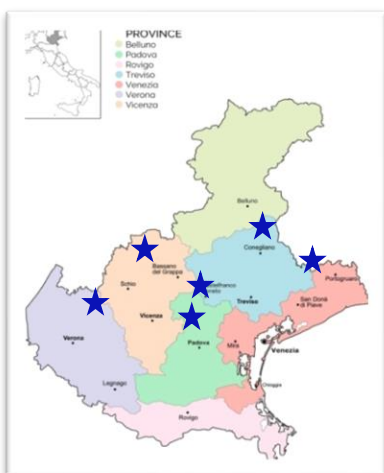 PROVINCE
Belluno
Padova
Rovigo
Treviso
Venezia
Verona
Vicenza
Belluno
Conegliano
Bassano
del Grappa
Portogruaro
Schio
Treviso
San Donà
di Piave
Vicenza
Verona
Padova
Mira
Venezia
Legnago
Chioggia
Rovigo